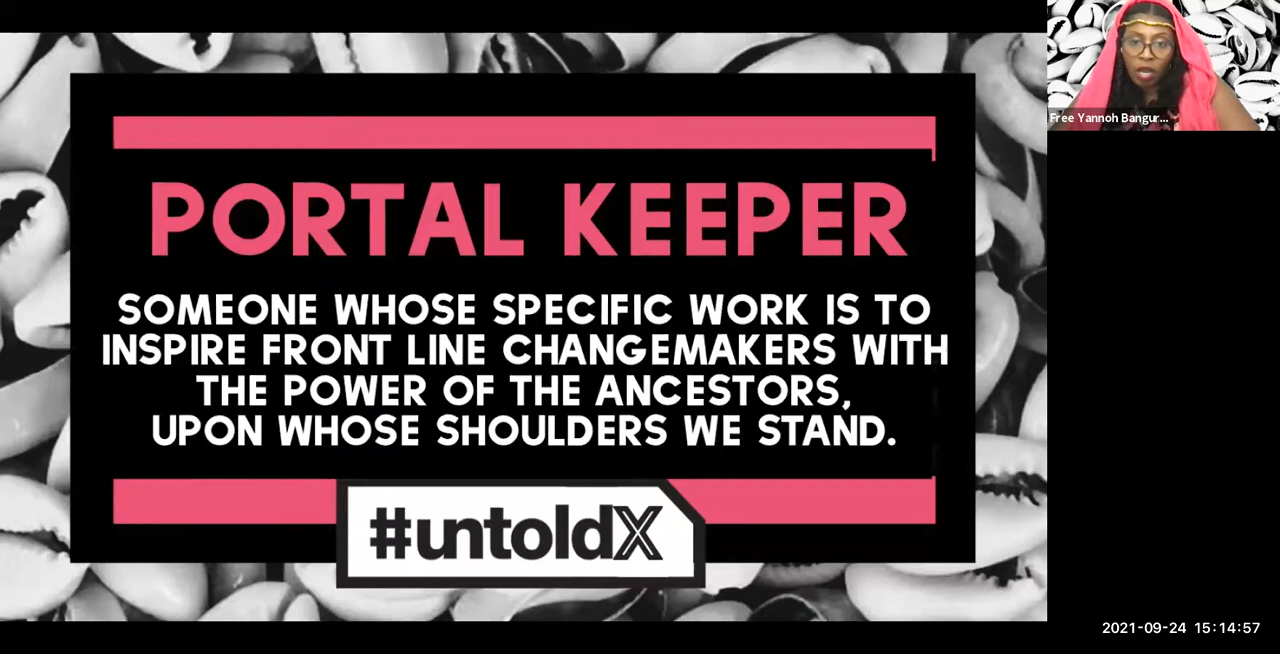 PORTAL KEEPER
SOMEONE WHOSE SPECIFIC WORK IS TO
INSPIRE FRONT LINE CHANGEMAKERS WITH
THE POWER OF THE ANCESTORS,
UPON WHOSE SHOULDERS WE STAND.
#untoldX
Free Yannoh Bangur...
2021-09-24 15:14:57